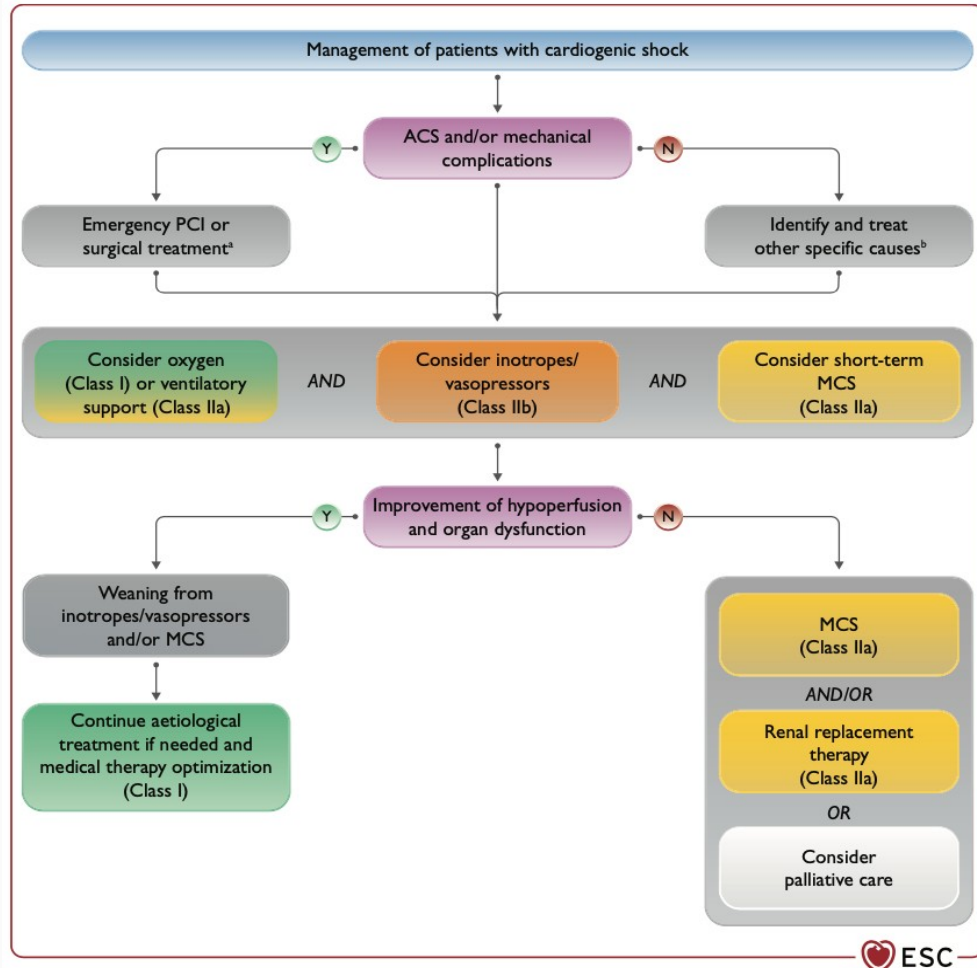 Management of patients with cardiogenic shock
ACS and/or mechanical
complications
Y
N
Emergency PCI or
surgical treatmentᵃ
Identify and treat
other specific causesᵇ
Consider oxygen
(Class I) or ventilatory
support (Class IIa)
AND
Consider inotropes/
vasopressors
(Class IIb)
AND
Consider short-term
MCS
(Class IIa)
Improvement of hypoperfusion
and organ dysfunction
Y
N
Weaning from
inotropes/vasopressors
and/or MCS
Continue aetiological
treatment if needed and
medical therapy optimization
(Class I)
MCS
(Class IIa)
AND/OR
Renal replacement
therapy
(Class IIa)
OR
Consider
palliative care
ESC